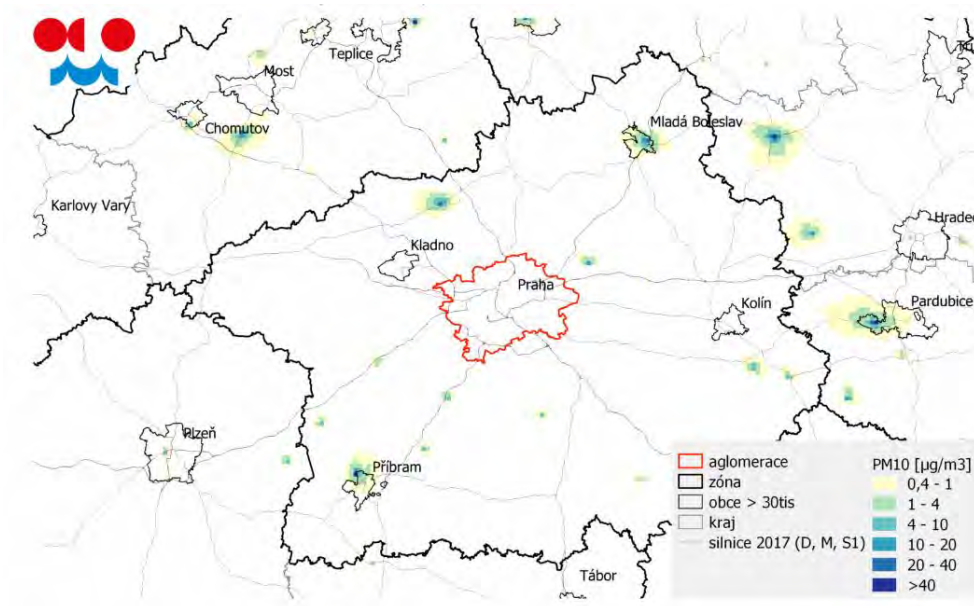 Teplice
Most
Chomutov
Mladá Boleslav
Karlovy Vary
Kladno
Hradec
Praha
Kolín
Pardubice
Plzeň
Příbram
Tábor
aglomerace
zóna
obce > 30tis
kraj
silnice 2017 (D, M, S1)
PM10 [µg/m3]
0,4 - 1
1 - 4
4 - 10
10 - 20
20 - 40
>40